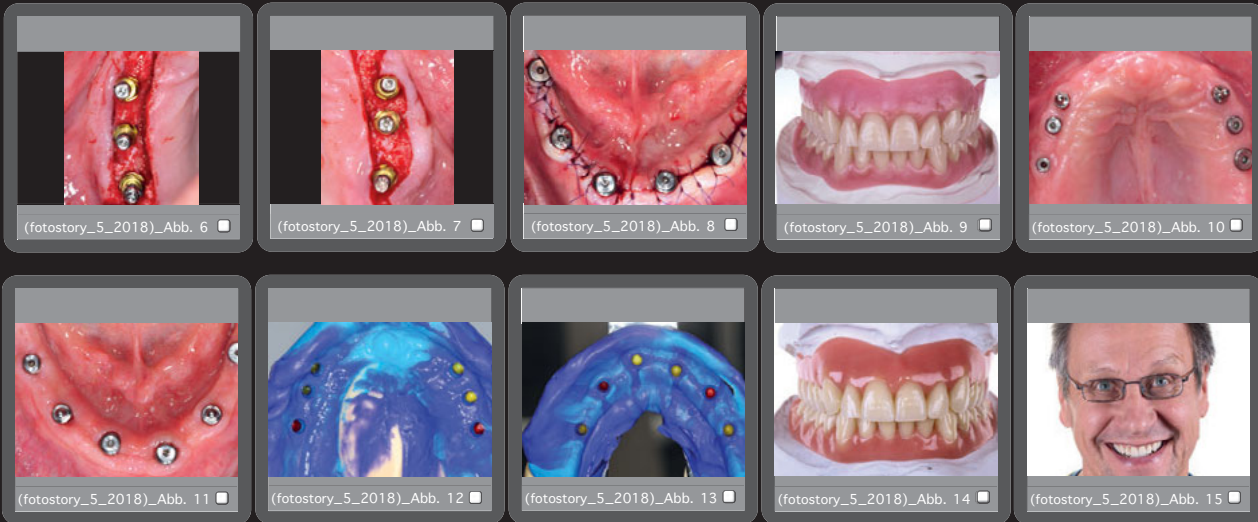 (fotostory_5_2018)_Abb. 6
(fotostory_5_2018)_Abb. 7
(fotostory_5_2018)_Abb. 8
(fotostory_5_2018)_Abb. 9
(fotostory_5_2018)_Abb. 10
(fotostory_5_2018)_Abb. 11
(fotostory_5_2018)_Abb. 12
(fotostory_5_2018)_Abb. 13
(fotostory_5_2018)_Abb. 14
(fotostory_5_2018)_Abb. 15